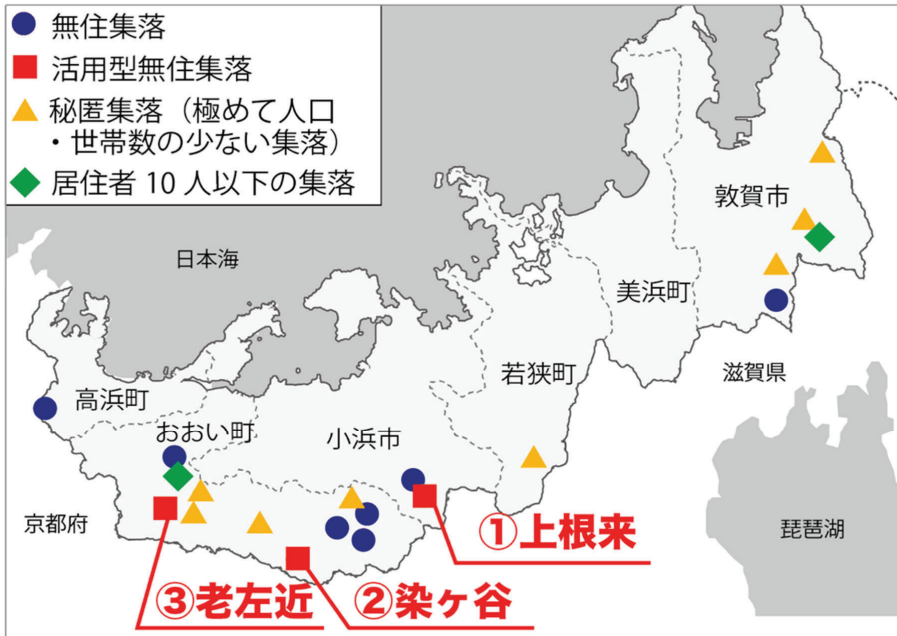 無住集落
活用型無住集落
秘匿集落（極めて人口
・世帯数の少ない集落）
居住者 10 人以下の集落
敦賀市
日本海
美浜町
若狭町
滋賀県
高浜町
おおい町
小浜市
京都府
①上根来
琵琶湖
③老左近
②染ヶ谷